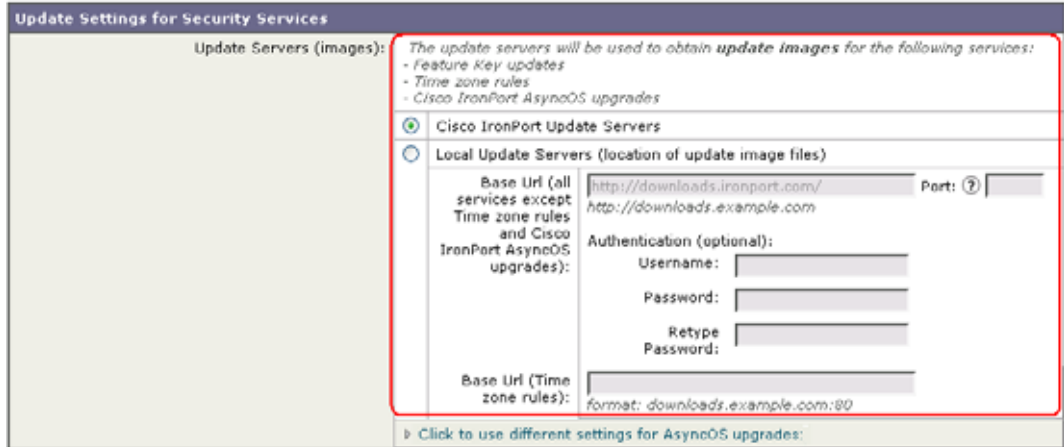 Update Settings for Security Services
Update Servers (images):
The update servers will be used to obtain update images for the following services:
- Feature Key updates
- Time zone rules
- Cisco IronPort AsyncOS upgrades
Cisco IronPort Update Servers
Local Update Servers (location of update image files)
Base Url (all
services except
Time zone rules
and Cisco
IronPort AsyncOS
upgrades):
http://downloads.ironport.com/
Port: ?
http://downloads.example.com
Authentication (optional):
Username:
Password:
Retype
Password:
Base Url (Time
zone rules):
format: downloads.example.com:80
Click to use different settings for AsyncOS upgrades: